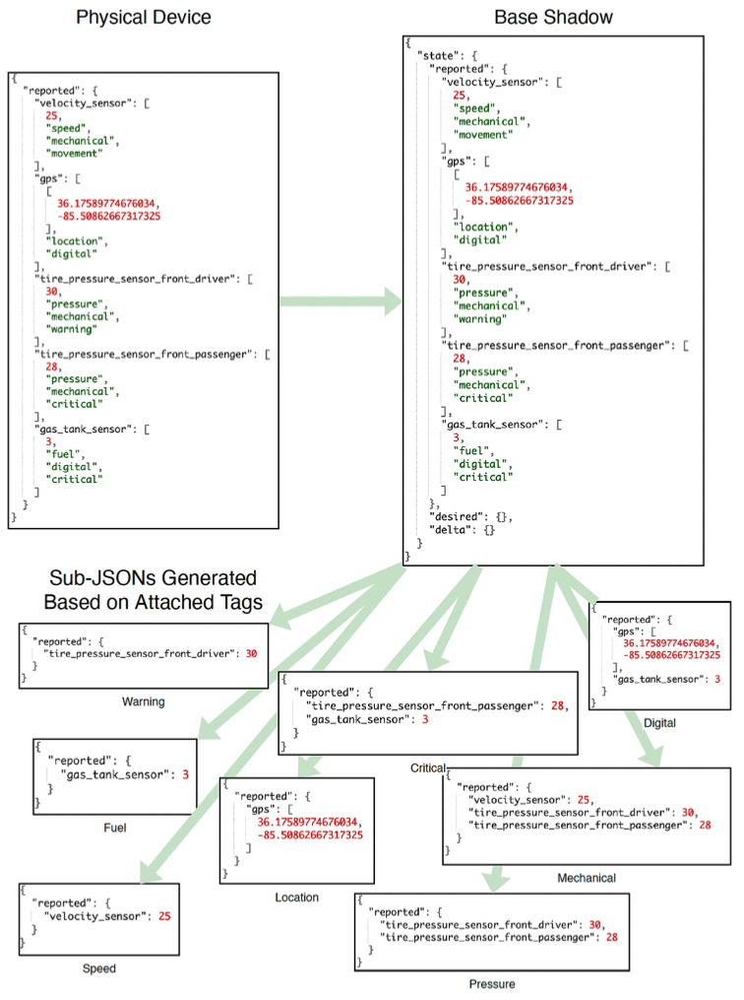 Physical Device
{
"reported": {
"velocity_sensor": [
25,
"speed",
"mechanical",
"movement"
],
"gps": [
[
36.17589774676034,
-85.50862667317325
],
"location",
"digital"
],
"tire_pressure_sensor_front_driver": [
30,
"pressure",
"mechanical",
"warning"
],
"tire_pressure_sensor_front_passenger": [
28,
"pressure",
"mechanical",
"critical"
],
"gas_tank_sensor": [
3,
"fuel",
"digital",
"critical"
]
}
}
Base Shadow
{
"state": {
"reported": {
"velocity_sensor": [
25,
"speed",
"mechanical",
"movement"
],
"gps": [
[
36.17589774676034,
-85.50862667317325
],
"location",
"digital"
],
"tire_pressure_sensor_front_driver": [
30,
"pressure",
"mechanical",
"warning"
],
"tire_pressure_sensor_front_passenger": [
28,
"pressure",
"mechanical",
"critical"
],
"gas_tank_sensor": [
3,
"fuel",
"digital",
"critical"
]
},
"desired": {},
"delta": {}
}
}
Sub-JSONs Generated
Based on Attached Tags
{
"reported": {
"tire_pressure_sensor_front_driver": 30
}
}
Warning
{
"reported": {
"gps": [
36.17589774676034,
-85.50862667317325
],
"gas_tank_sensor": 3
}
}
Digital
{
"reported": {
"tire_pressure_sensor_front_passenger": 28,
"gas_tank_sensor": 3
}
}
Critical
{
"reported": {
"gas_tank_sensor": 3
}
}
Fuel
{
"reported": {
"gps": [
36.17589774676034,
-85.50862667317325
]
}
}
Location
{
"reported": {
"velocity_sensor": 25,
"tire_pressure_sensor_front_driver": 30,
"tire_pressure_sensor_front_passenger": 28
}
}
Mechanical
{
"reported": {
"velocity_sensor": 25
}
}
Speed
{
"reported": {
"tire_pressure_sensor_front_driver": 30,
"tire_pressure_sensor_front_passenger": 28
}
}
Pressure